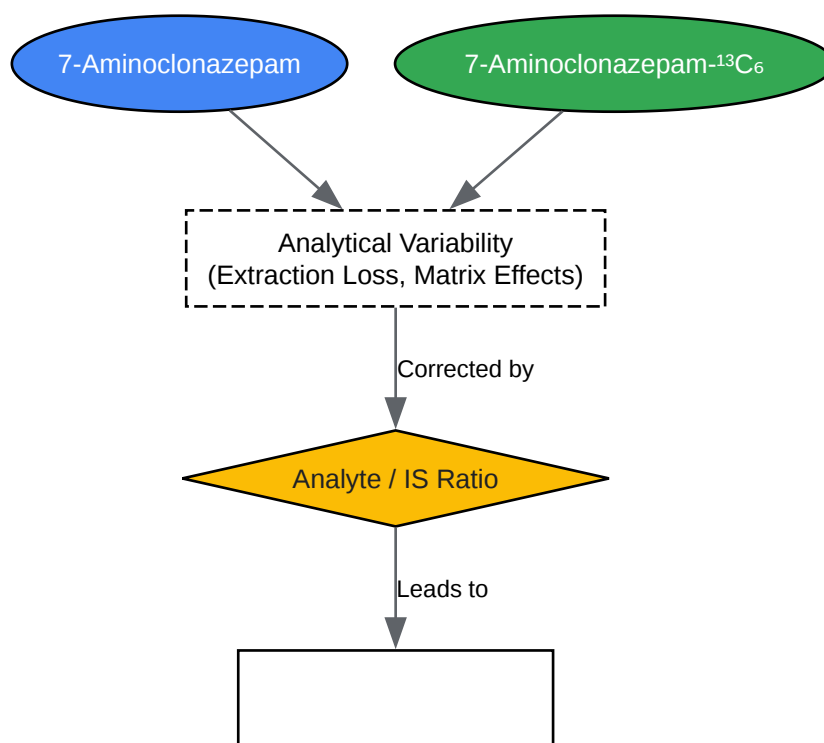 7-Aminoclonazepam
7-Aminoclonazepam-¹³C₆
Analytical Variability
(Extraction Loss, Matrix Effects)
Corrected by
Analyte / IS Ratio
Leads to